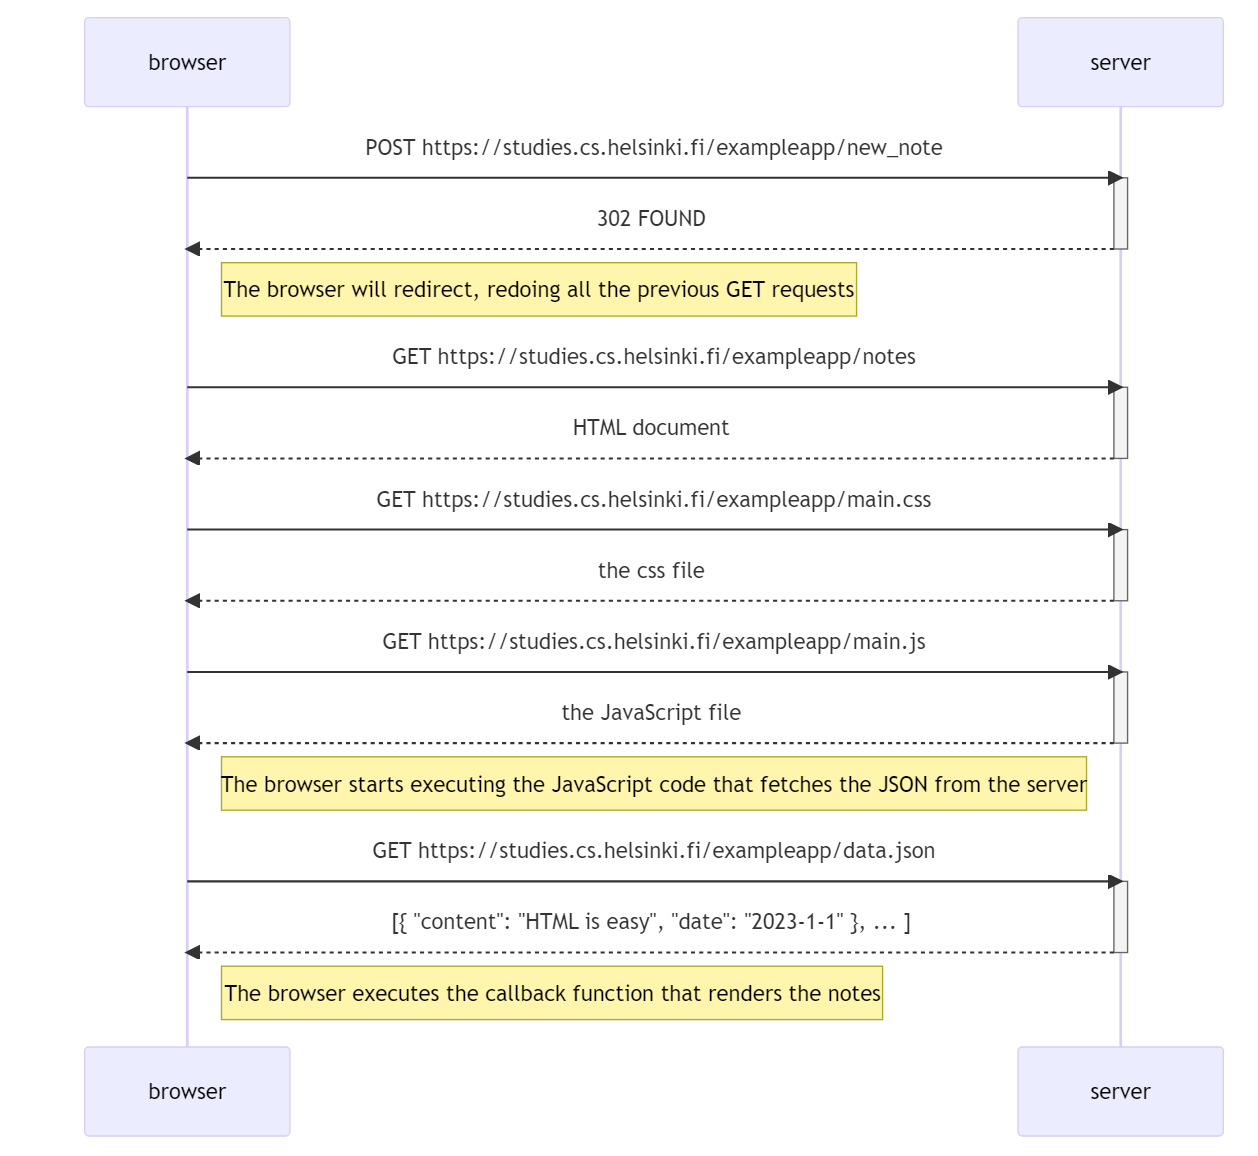 browser
server
POST https://studies.cs.helsinki.fi/exampleapp/new_note
302 FOUND
The browser will redirect, redoing all the previous GET requests
GET https://studies.cs.helsinki.fi/exampleapp/notes
HTML document
GET https://studies.cs.helsinki.fi/exampleapp/main.css
the css file
GET https://studies.cs.helsinki.fi/exampleapp/main.js
the JavaScript file
The browser starts executing the JavaScript code that fetches the JSON from the server
GET https://studies.cs.helsinki.fi/exampleapp/data.json
[{ "content": "HTML is easy", "date": "2023-1-1" }, ... ]
The browser executes the callback function that renders the notes
browser
server